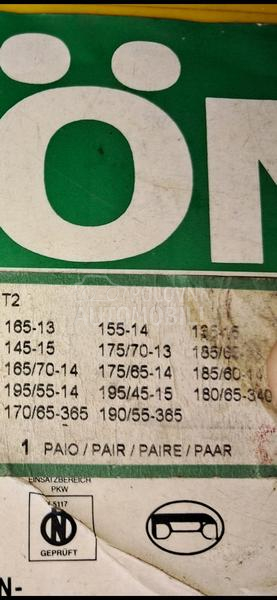 ÖN
T2
165-13 155-14
145-15 175/70-13
165/70-14 175/65-14 185/60-14
195/55-14 195/45-15 180/65-340
170/65-365 190/55-365
1 PAIO / PAIR / PAIRE / PAAR
EINSATZBEREICH
PKW
5117
N
GEPRÜFT
N-